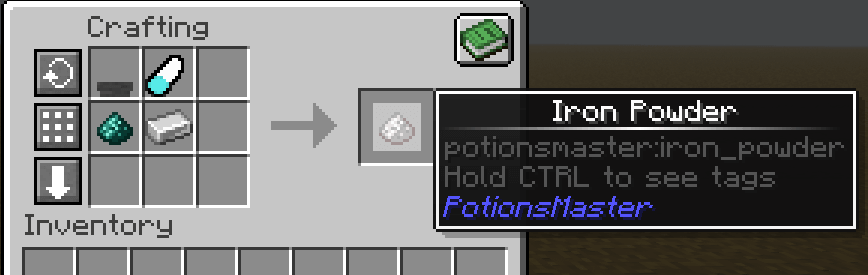 Crafting
Iron Powder
potionsmaster:iron_powder
Hold CTRL to see tags
PotionsMaster
Inventory